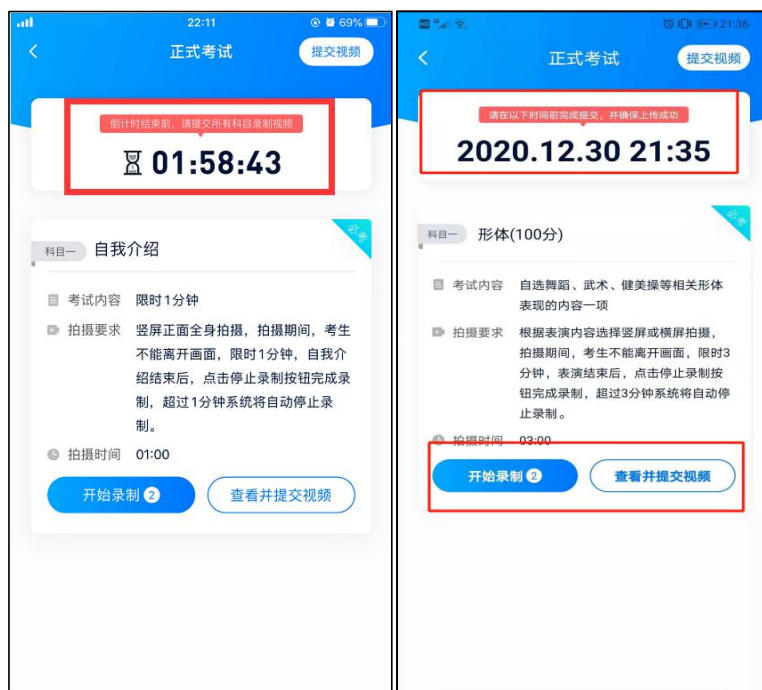 22:11
69%
正式考试
提交视频
倒计时结束前，请提交所有科目录制视频
01:58:43
必考
科目一
自我介绍
考试内容 限时1分钟
拍摄要求 竖屏正面全身拍摄，拍摄期间，考生
不能离开画面，限时1分钟，自我介
绍结束后，点击停止录制按钮完成录
制，超过1分钟系统将自动停止录
制。
拍摄时间 01:00
开始录制 2
查看并提交视频
21:36
正式考试
提交视频
请在以下时间前完成提交，并确保上传成功
2020.12.30 21:35
必考
科目一
形体(100分)
考试内容 自选舞蹈、武术、健美操等相关形体
表现的内容一项
拍摄要求 根据表演内容选择竖屏或横屏拍摄，
拍摄期间，考生不能离开画面，限时3
分钟，表演结束后，点击停止录制按
钮完成录制，超过3分钟系统将自动停
止录制。
拍摄时间 03:00
开始录制 2
查看并提交视频